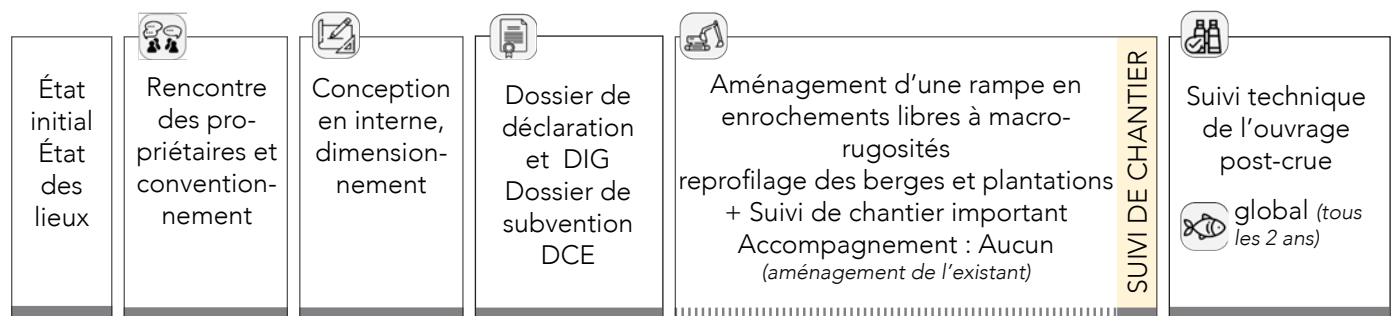 État
initial
État
des
lieux
Rencontre
des pro-
priétaires et
convention-
nement
Conception
en interne,
dimension-
nement
Dossier de
déclaration
et DIG
Dossier de
subvention
DCE
Aménagement d’une rampe en
enrochements libres à macro-
rugosités
reprofilage des berges et plantations
+ Suivi de chantier important
Accompagnement : Aucun
(aménagement de l’existant)
SUIVI DE CHANTIER
Suivi technique
de l’ouvrage
post-crue
global (tous
les 2 ans)